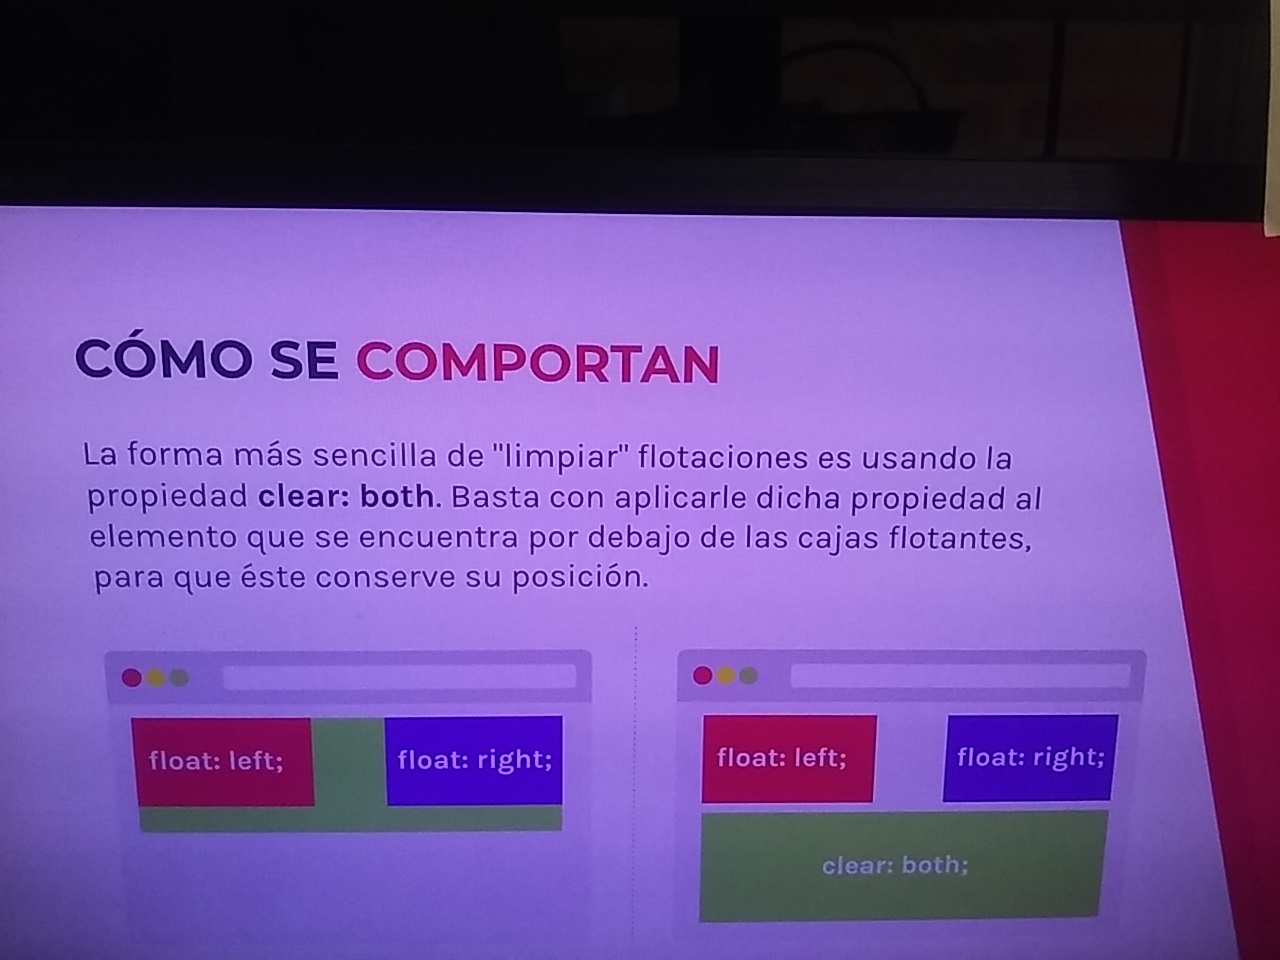 CÓMO SE COMPORTAN
La forma más sencilla de "limpiar" flotaciones es usando la
propiedad clear: both. Basta con aplicarle dicha propiedad al
elemento que se encuentra por debajo de las cajas flotantes,
para que éste conserve su posición.
float: left;
float: right;
float: left;
float: right;
clear: both;